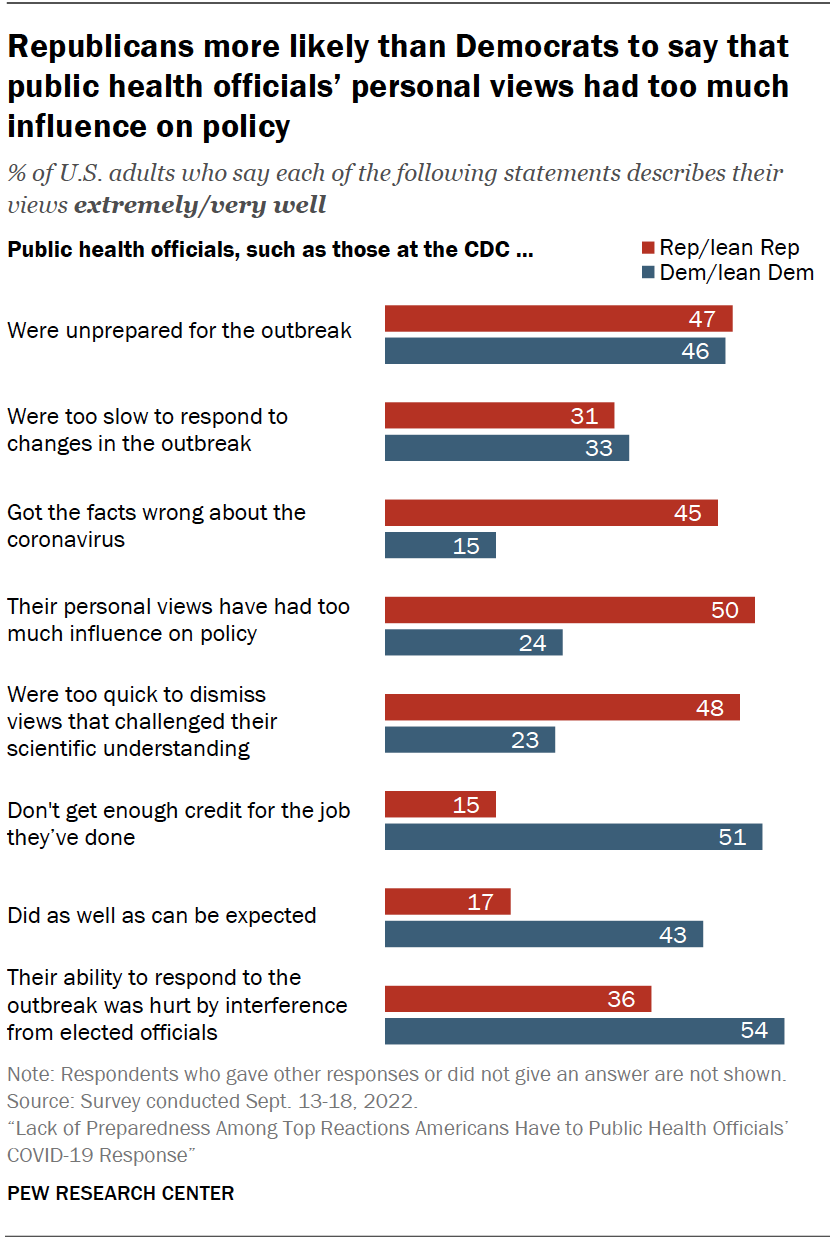 Republicans more likely than Democrats to say that
public health officials’ personal views had too much
influence on policy
% of U.S. adults who say each of the following statements describes their
views extremely/very well
Public health officials, such as those at the CDC ...
Rep/lean Rep
Dem/lean Dem
Were unprepared for the outbreak
47
46
Were too slow to respond to
changes in the outbreak
31
33
Got the facts wrong about the
coronavirus
45
15
Their personal views have had too
much influence on policy
50
24
Were too quick to dismiss
views that challenged their
scientific understanding
48
23
Don't get enough credit for the job
they’ve done
15
51
Did as well as can be expected
17
43
Their ability to respond to the
outbreak was hurt by interference
from elected officials
36
54
Note: Respondents who gave other responses or did not give an answer are not shown.
Source: Survey conducted Sept. 13-18, 2022.
“Lack of Preparedness Among Top Reactions Americans Have to Public Health Officials’
COVID-19 Response”
PEW RESEARCH CENTER